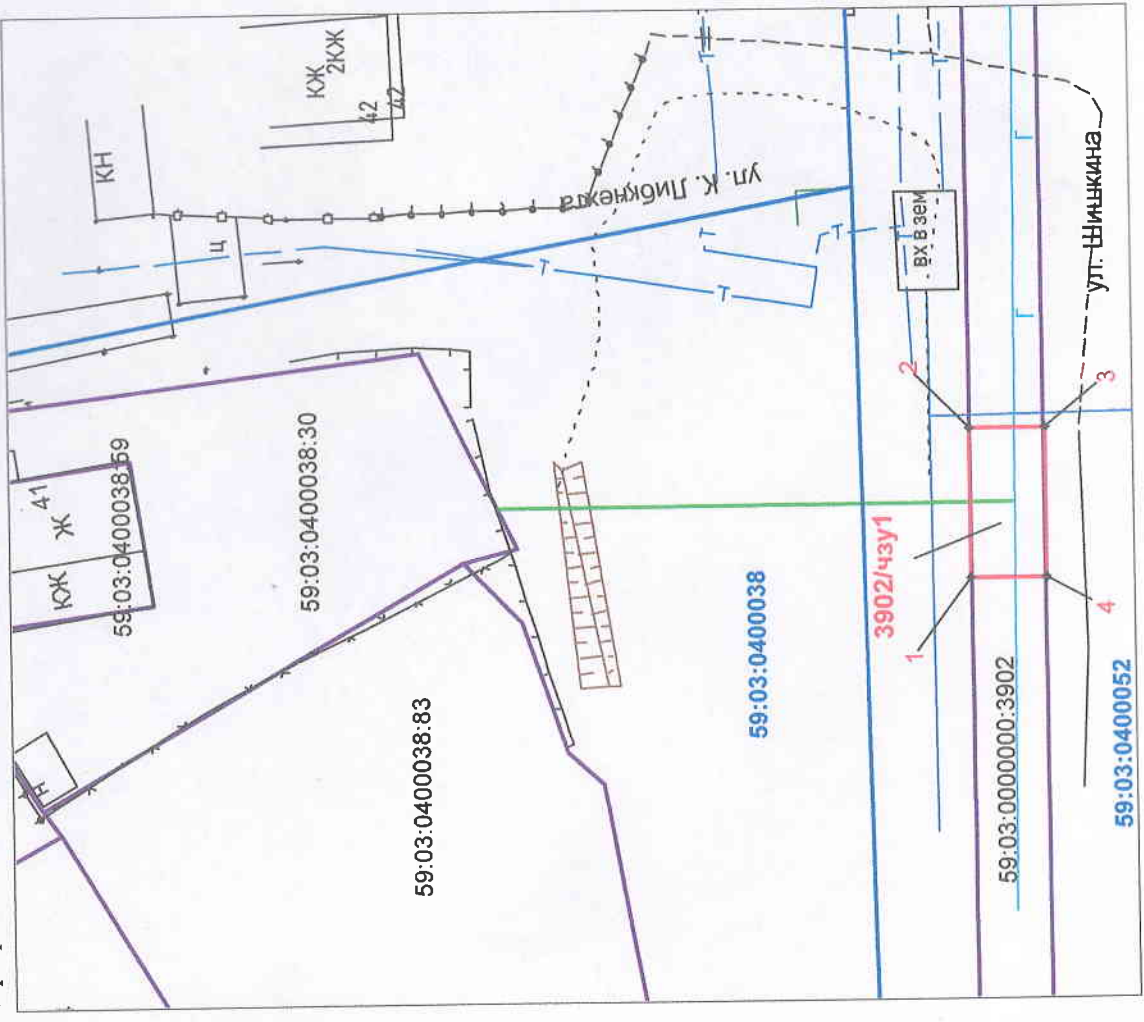 КН
КЖ
2КЖ
42
42
Ц
ул. К. Либкнехта
Т
Т
Т
Т
Т
Т
Т
вх в зем
Г
Г
ул. Шишкина
КЖ
Ж
41
59:03:0400038:69
59:03:0400038:30
Н
59:03:0400038:83
59:03:0400038
3902/чзу1
1
2
3
4
59:03:0000000:3902
59:03:0400052